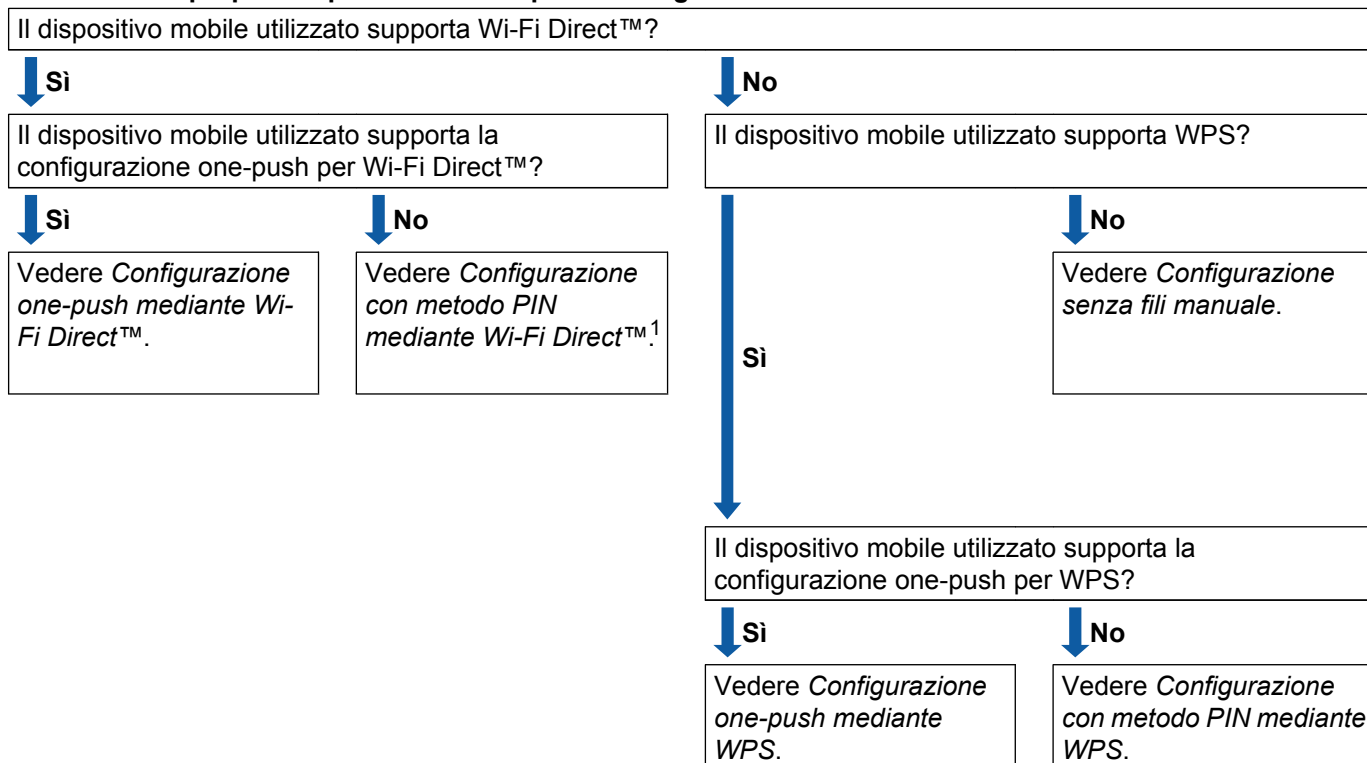 Il dispositivo mobile utilizzato supporta Wi-Fi Direct™?
Sì
No
Il dispositivo mobile utilizzato supporta la
configurazione one-push per Wi-Fi Direct™?
Il dispositivo mobile utilizzato supporta WPS?
Sì
No
No
Vedere Configurazione
one-push mediante Wi-
Fi Direct™.
Vedere Configurazione
con metodo PIN
mediante Wi-Fi Direct™.1
Vedere Configurazione
senza fili manuale.
Sì
Il dispositivo mobile utilizzato supporta la
configurazione one-push per WPS?
Sì
No
Vedere Configurazione
one-push mediante
WPS.
Vedere Configurazione
con metodo PIN mediante
WPS.